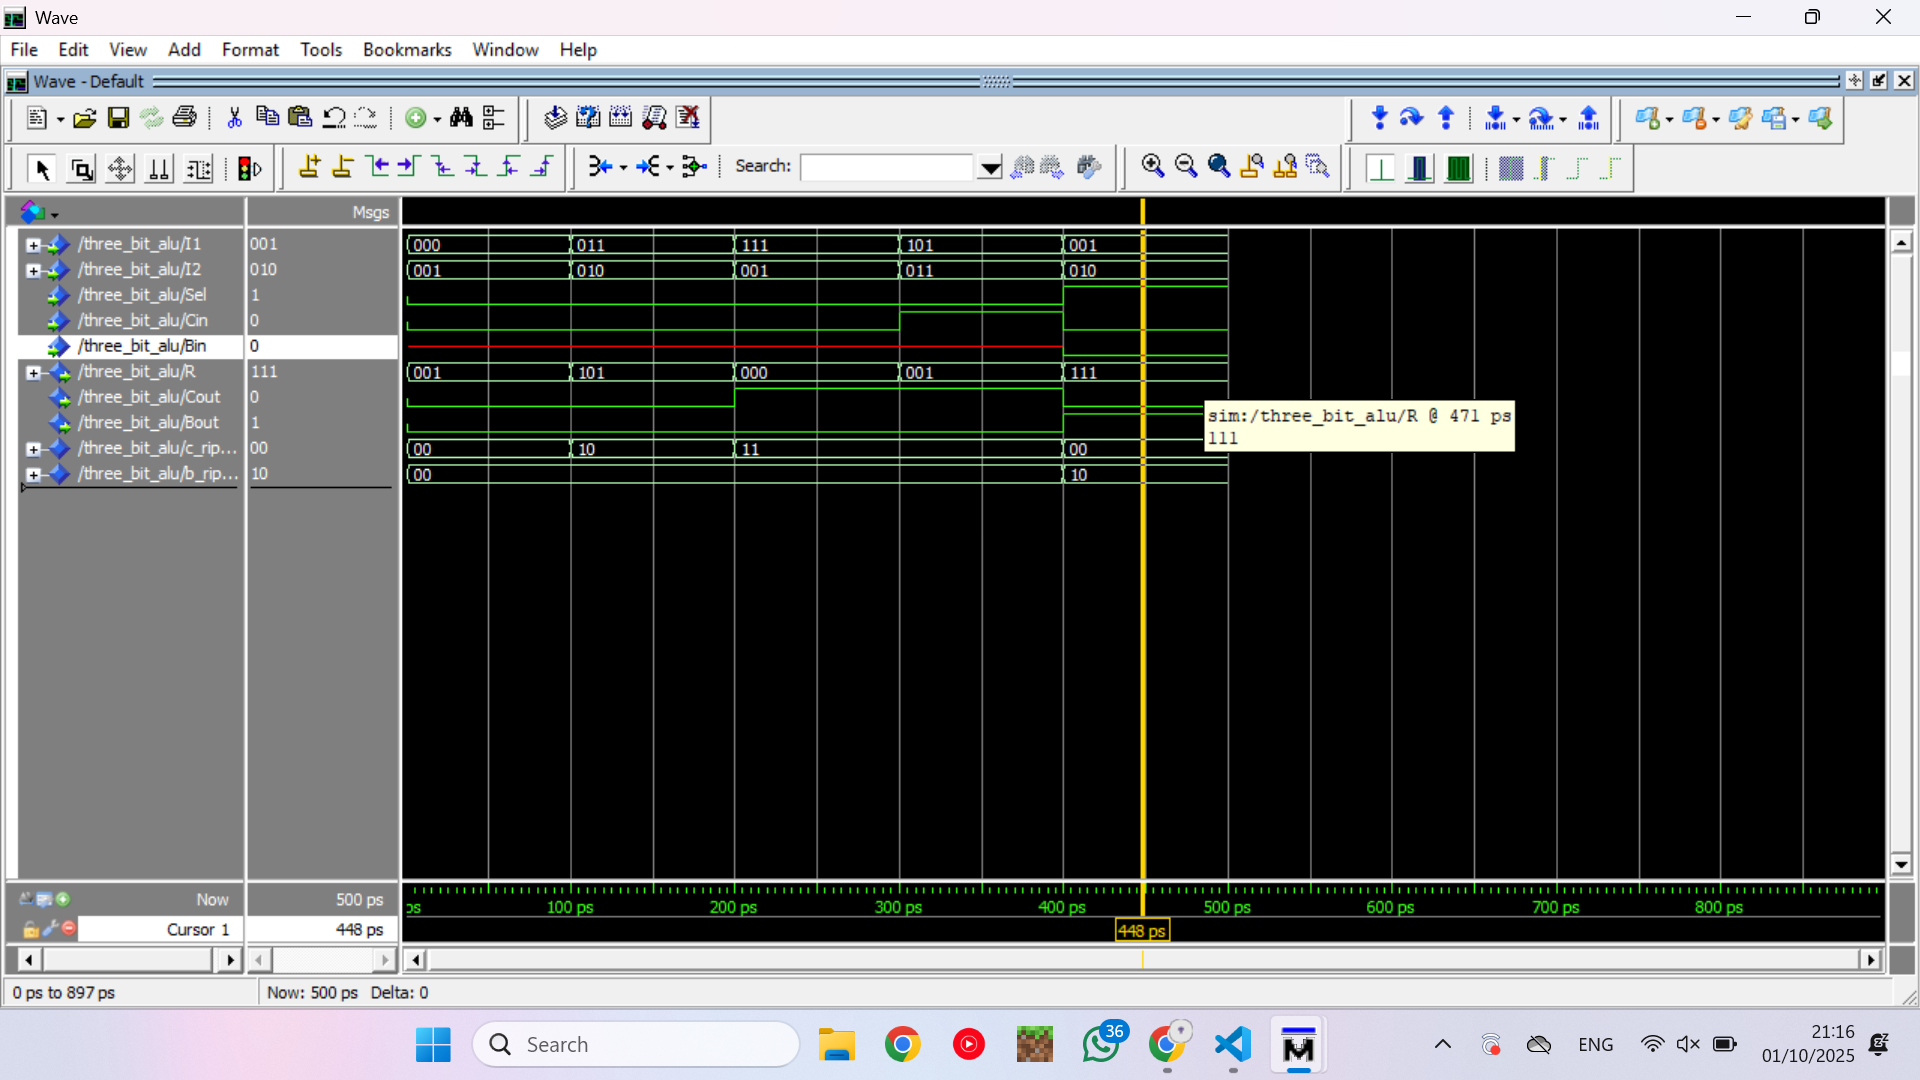 Wave
File Edit View Add Format Tools Bookmarks Window Help
Wave - Default
Search:
Msgs
/three_bit_alu/I1 001 000 011 111 101 001
/three_bit_alu/I2 010 001 010 001 011 010
/three_bit_alu/Sel 1
/three_bit_alu/Cin 0
/three_bit_alu/Bin 0
/three_bit_alu/R 111 001 101 000 001 111
/three_bit_alu/Cout 0
/three_bit_alu/Bout 1
sim:/three_bit_alu/R @ 471 ps
111
/three_bit_alu/c_rip... 00 00 10 11 00
/three_bit_alu/b_rip... 10 00 10
Now 500 ps ps 100 ps 200 ps 300 ps 400 ps 500 ps 600 ps 700 ps 800 ps
Cursor 1 448 ps 448 ps
0 ps to 897 ps Now: 500 ps Delta: 0
Search 36 ENG 21:16
01/10/2025